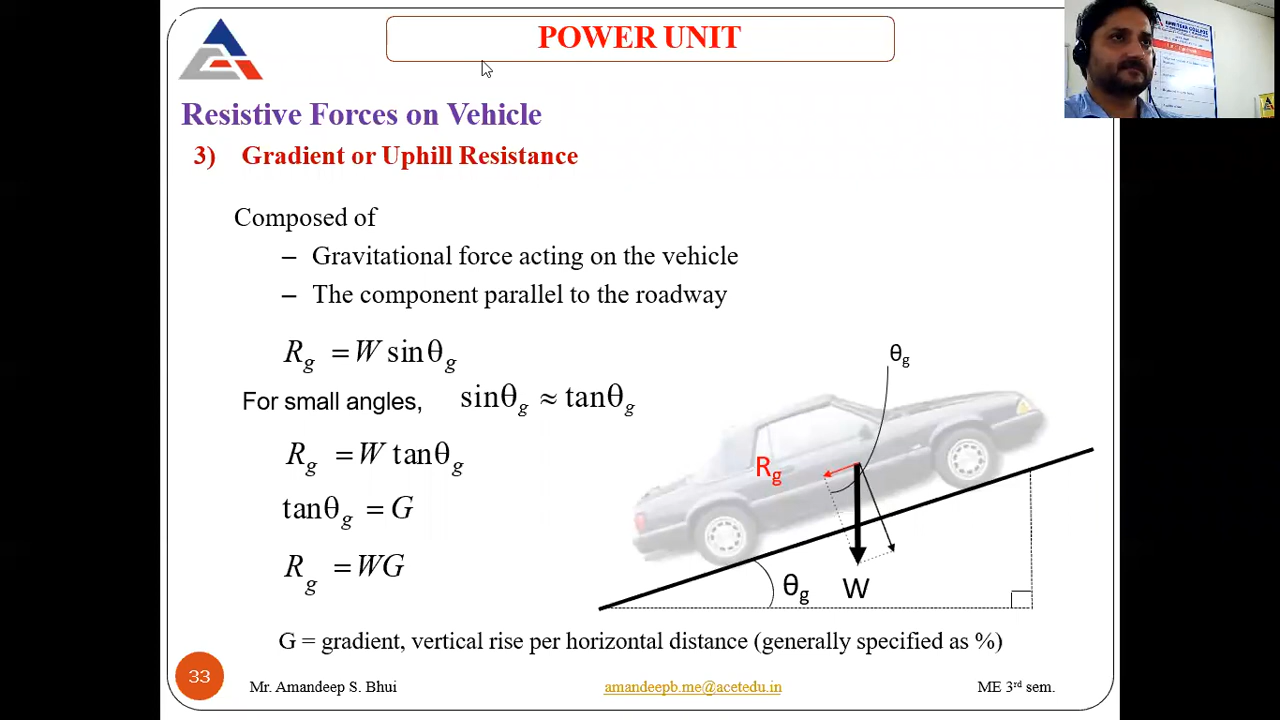 POWER UNIT
Resistive Forces on Vehicle
3) Gradient or Uphill Resistance
Composed of
– Gravitational force acting on the vehicle
– The component parallel to the roadway
R_g = W sinθ_g
For small angles, sinθ_g ≈ tanθ_g
R_g = W tanθ_g
tanθ_g = G
R_g = WG
θ_g
R_g
θ_g
W
G = gradient, vertical rise per horizontal distance (generally specified as %)
33
Mr. Amandeep S. Bhui
amandeepb.me@acetedu.in
ME 3rd sem.